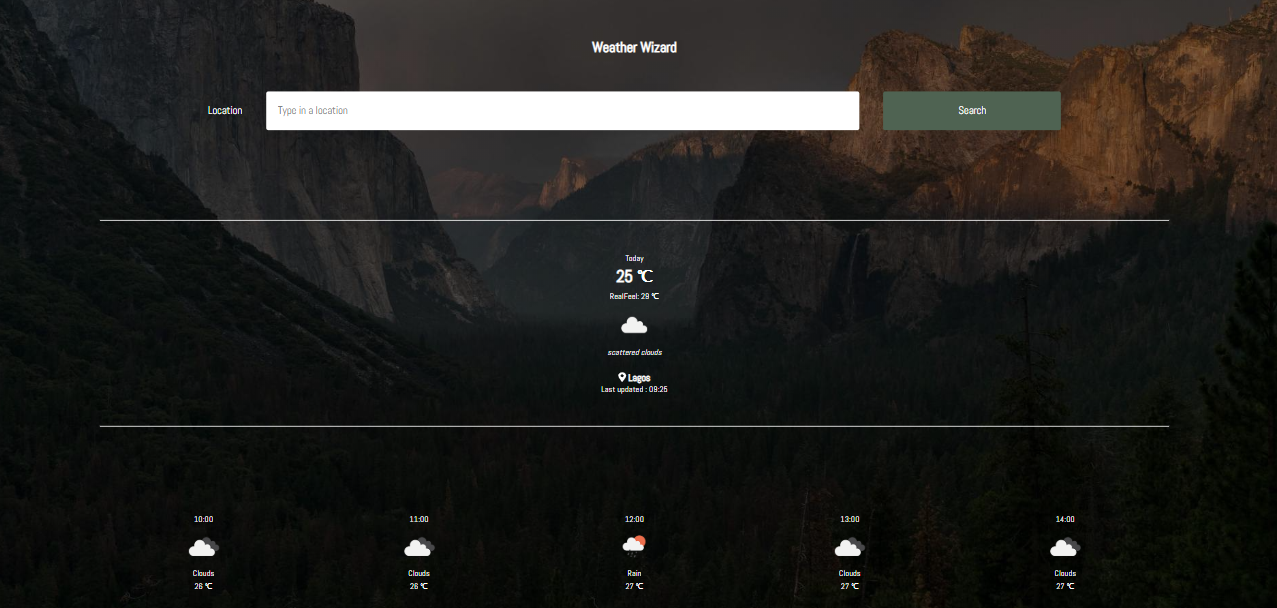 Weather Wizard
Location
Type in a location
Search
Today
25 ℃
RealFeel: 29 ℃
scattered clouds
Lagos
Last updated : 09:25
10:00 11:00 12:00 13:00 14:00
Clouds Clouds Rain Clouds Clouds
26 ℃ 26 ℃ 27 ℃ 27 ℃ 27 ℃